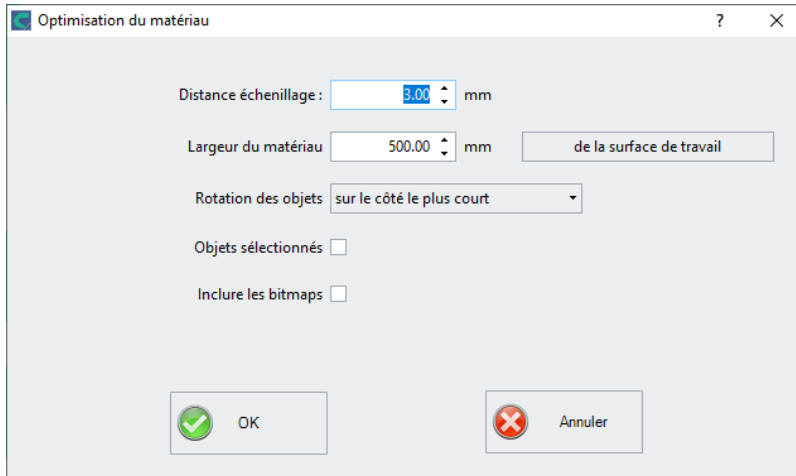 Optimisation du matériau ?
Distance échenillage : 3.00 mm
Largeur du matériau 500.00 mm de la surface de travail
Rotation des objets sur le côté le plus court
Objets sélectionnés
Inclure les bitmaps
OK Annuler